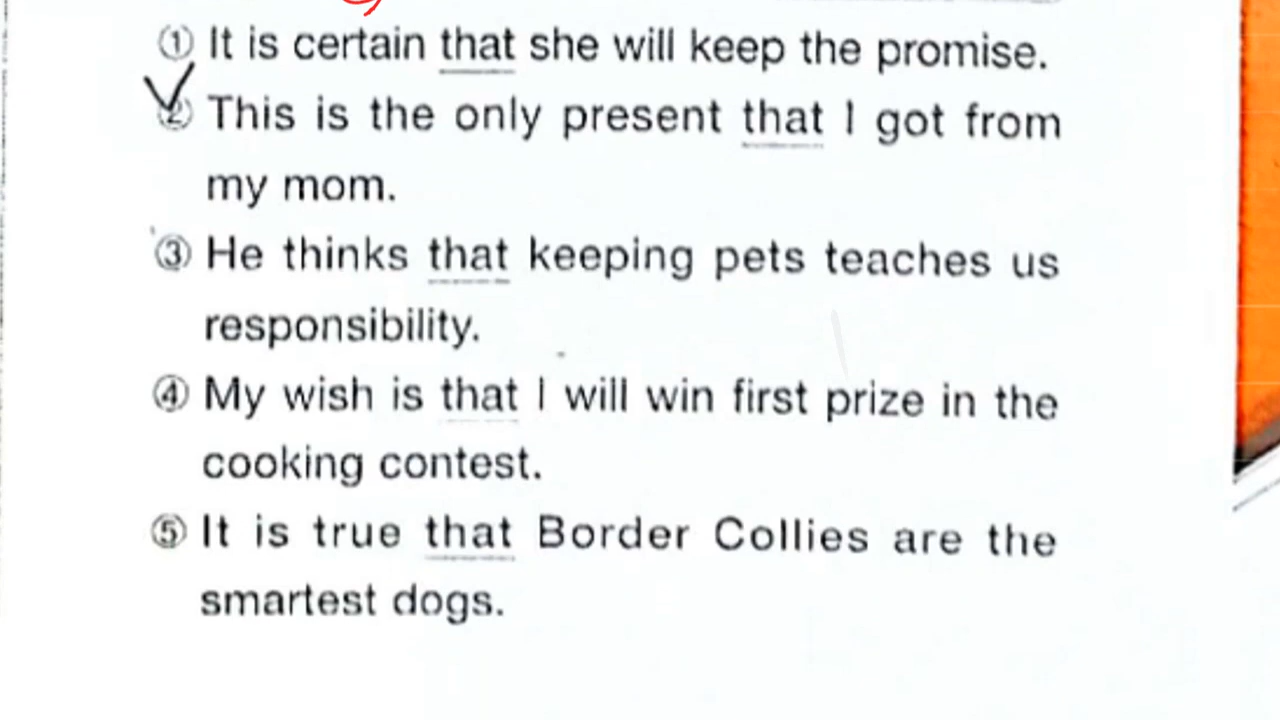 ① It is certain that she will keep the promise.
② This is the only present that I got from
my mom.
③ He thinks that keeping pets teaches us
responsibility.
④ My wish is that I will win first prize in the
cooking contest.
⑤ It is true that Border Collies are the
smartest dogs.